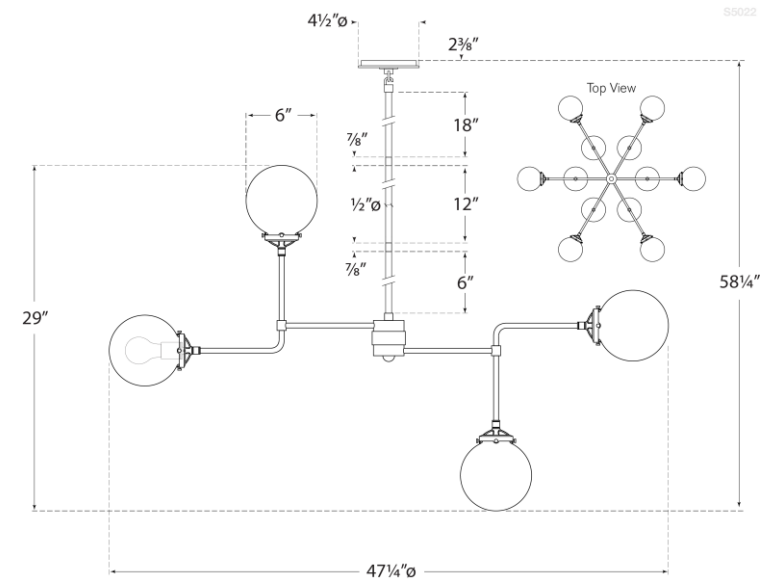 S5022
4½”ø
2⅜”
Top View
6”
18”
⅞”
½”ø
12”
⅞”
6”
58¼”
29”
47¼”ø